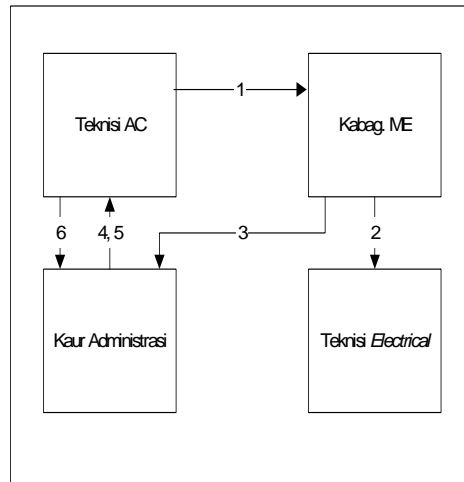 1
Teknisi AC
Kabag. ME
6
4, 5
3
2
Kaur Administrasi
Teknisi Electrical